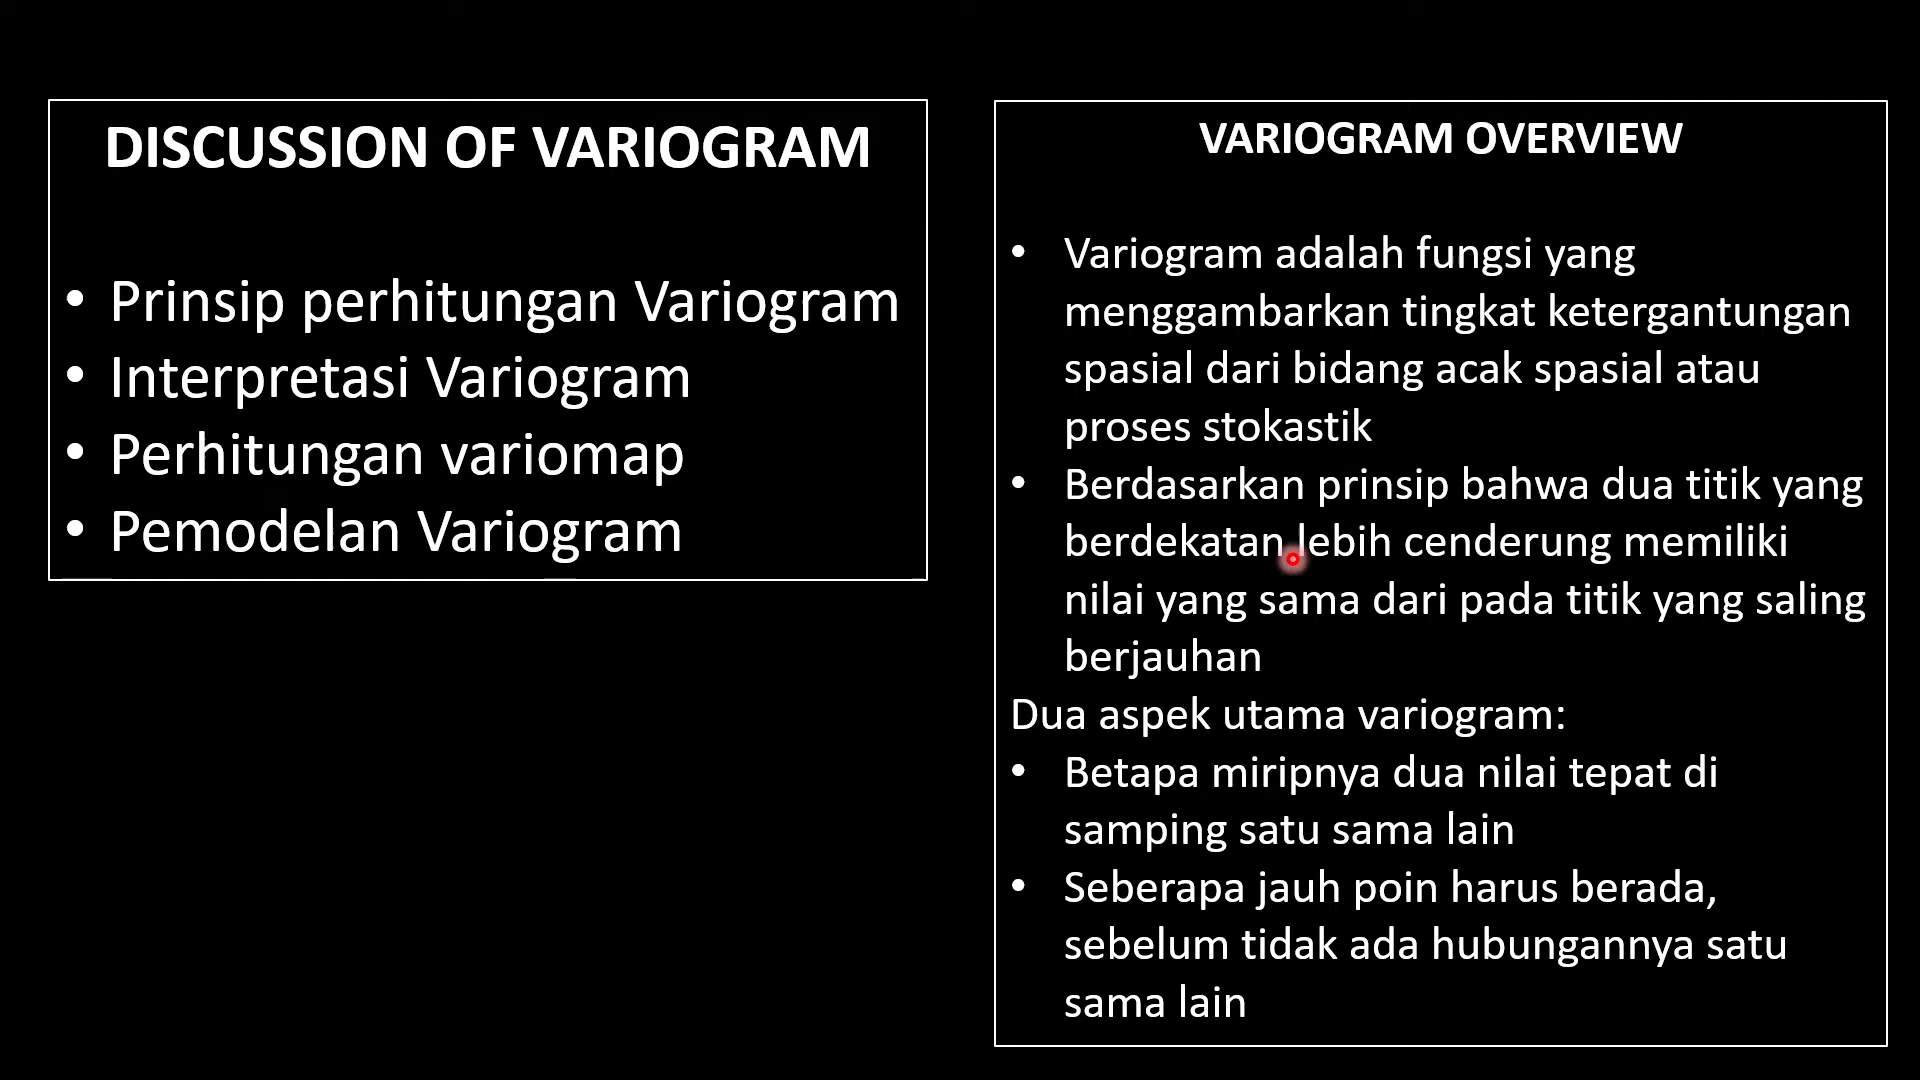 DISCUSSION OF VARIOGRAM
• Prinsip perhitungan Variogram
• Interpretasi Variogram
• Perhitungan variomap
• Pemodelan Variogram
VARIOGRAM OVERVIEW
• Variogram adalah fungsi yang
menggambarkan tingkat ketergantungan
spasial dari bidang acak spasial atau
proses stokastik
• Berdasarkan prinsip bahwa dua titik yang
berdekatan lebih cenderung memiliki
nilai yang sama dari pada titik yang saling
berjauhan
Dua aspek utama variogram:
• Betapa miripnya dua nilai tepat di
samping satu sama lain
• Seberapa jauh poin harus berada,
sebelum tidak ada hubungannya satu
sama lain